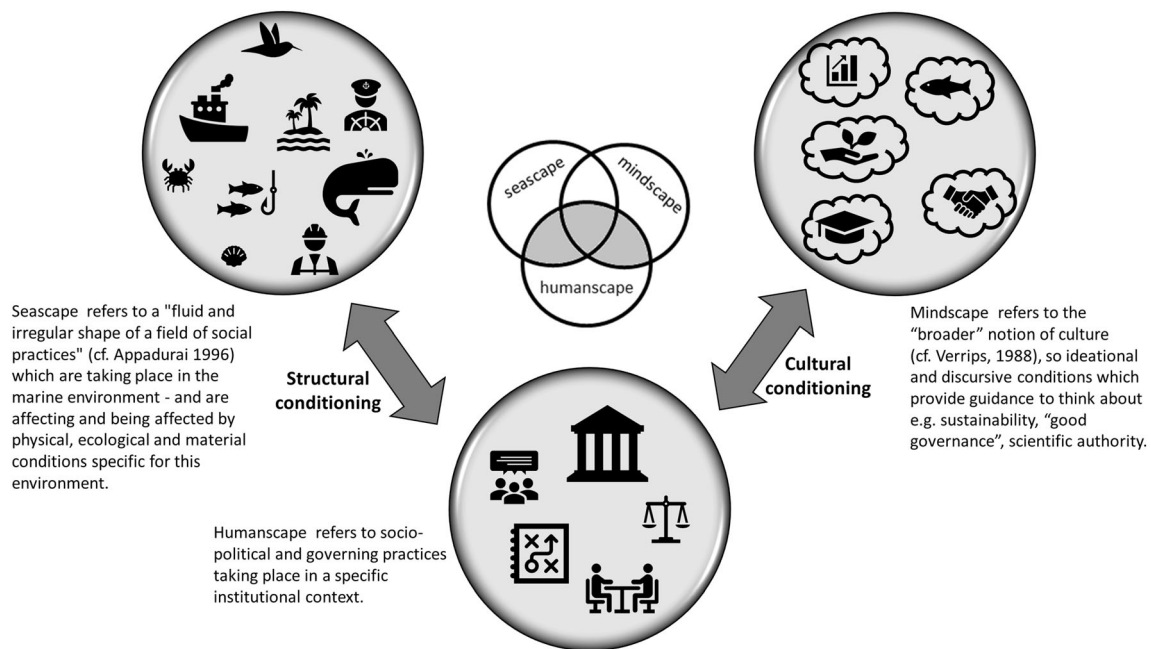 seascape
mindscape
humanscape
Seascape refers to a "fluid and
irregular shape of a field of social
practices" (cf. Appadurai 1996)
which are taking place in the
marine environment - and are
affecting and being affected by
physical, ecological and material
conditions specific for this
environment.
Structural
conditioning
Cultural
conditioning
Mindscape refers to the
“broader” notion of culture
(cf. Verrips, 1988), so ideational
and discursive conditions which
provide guidance to think about
e.g. sustainability, “good
governance”, scientific authority.
Humanscape refers to socio-
political and governing practices
taking place in a specific
institutional context.